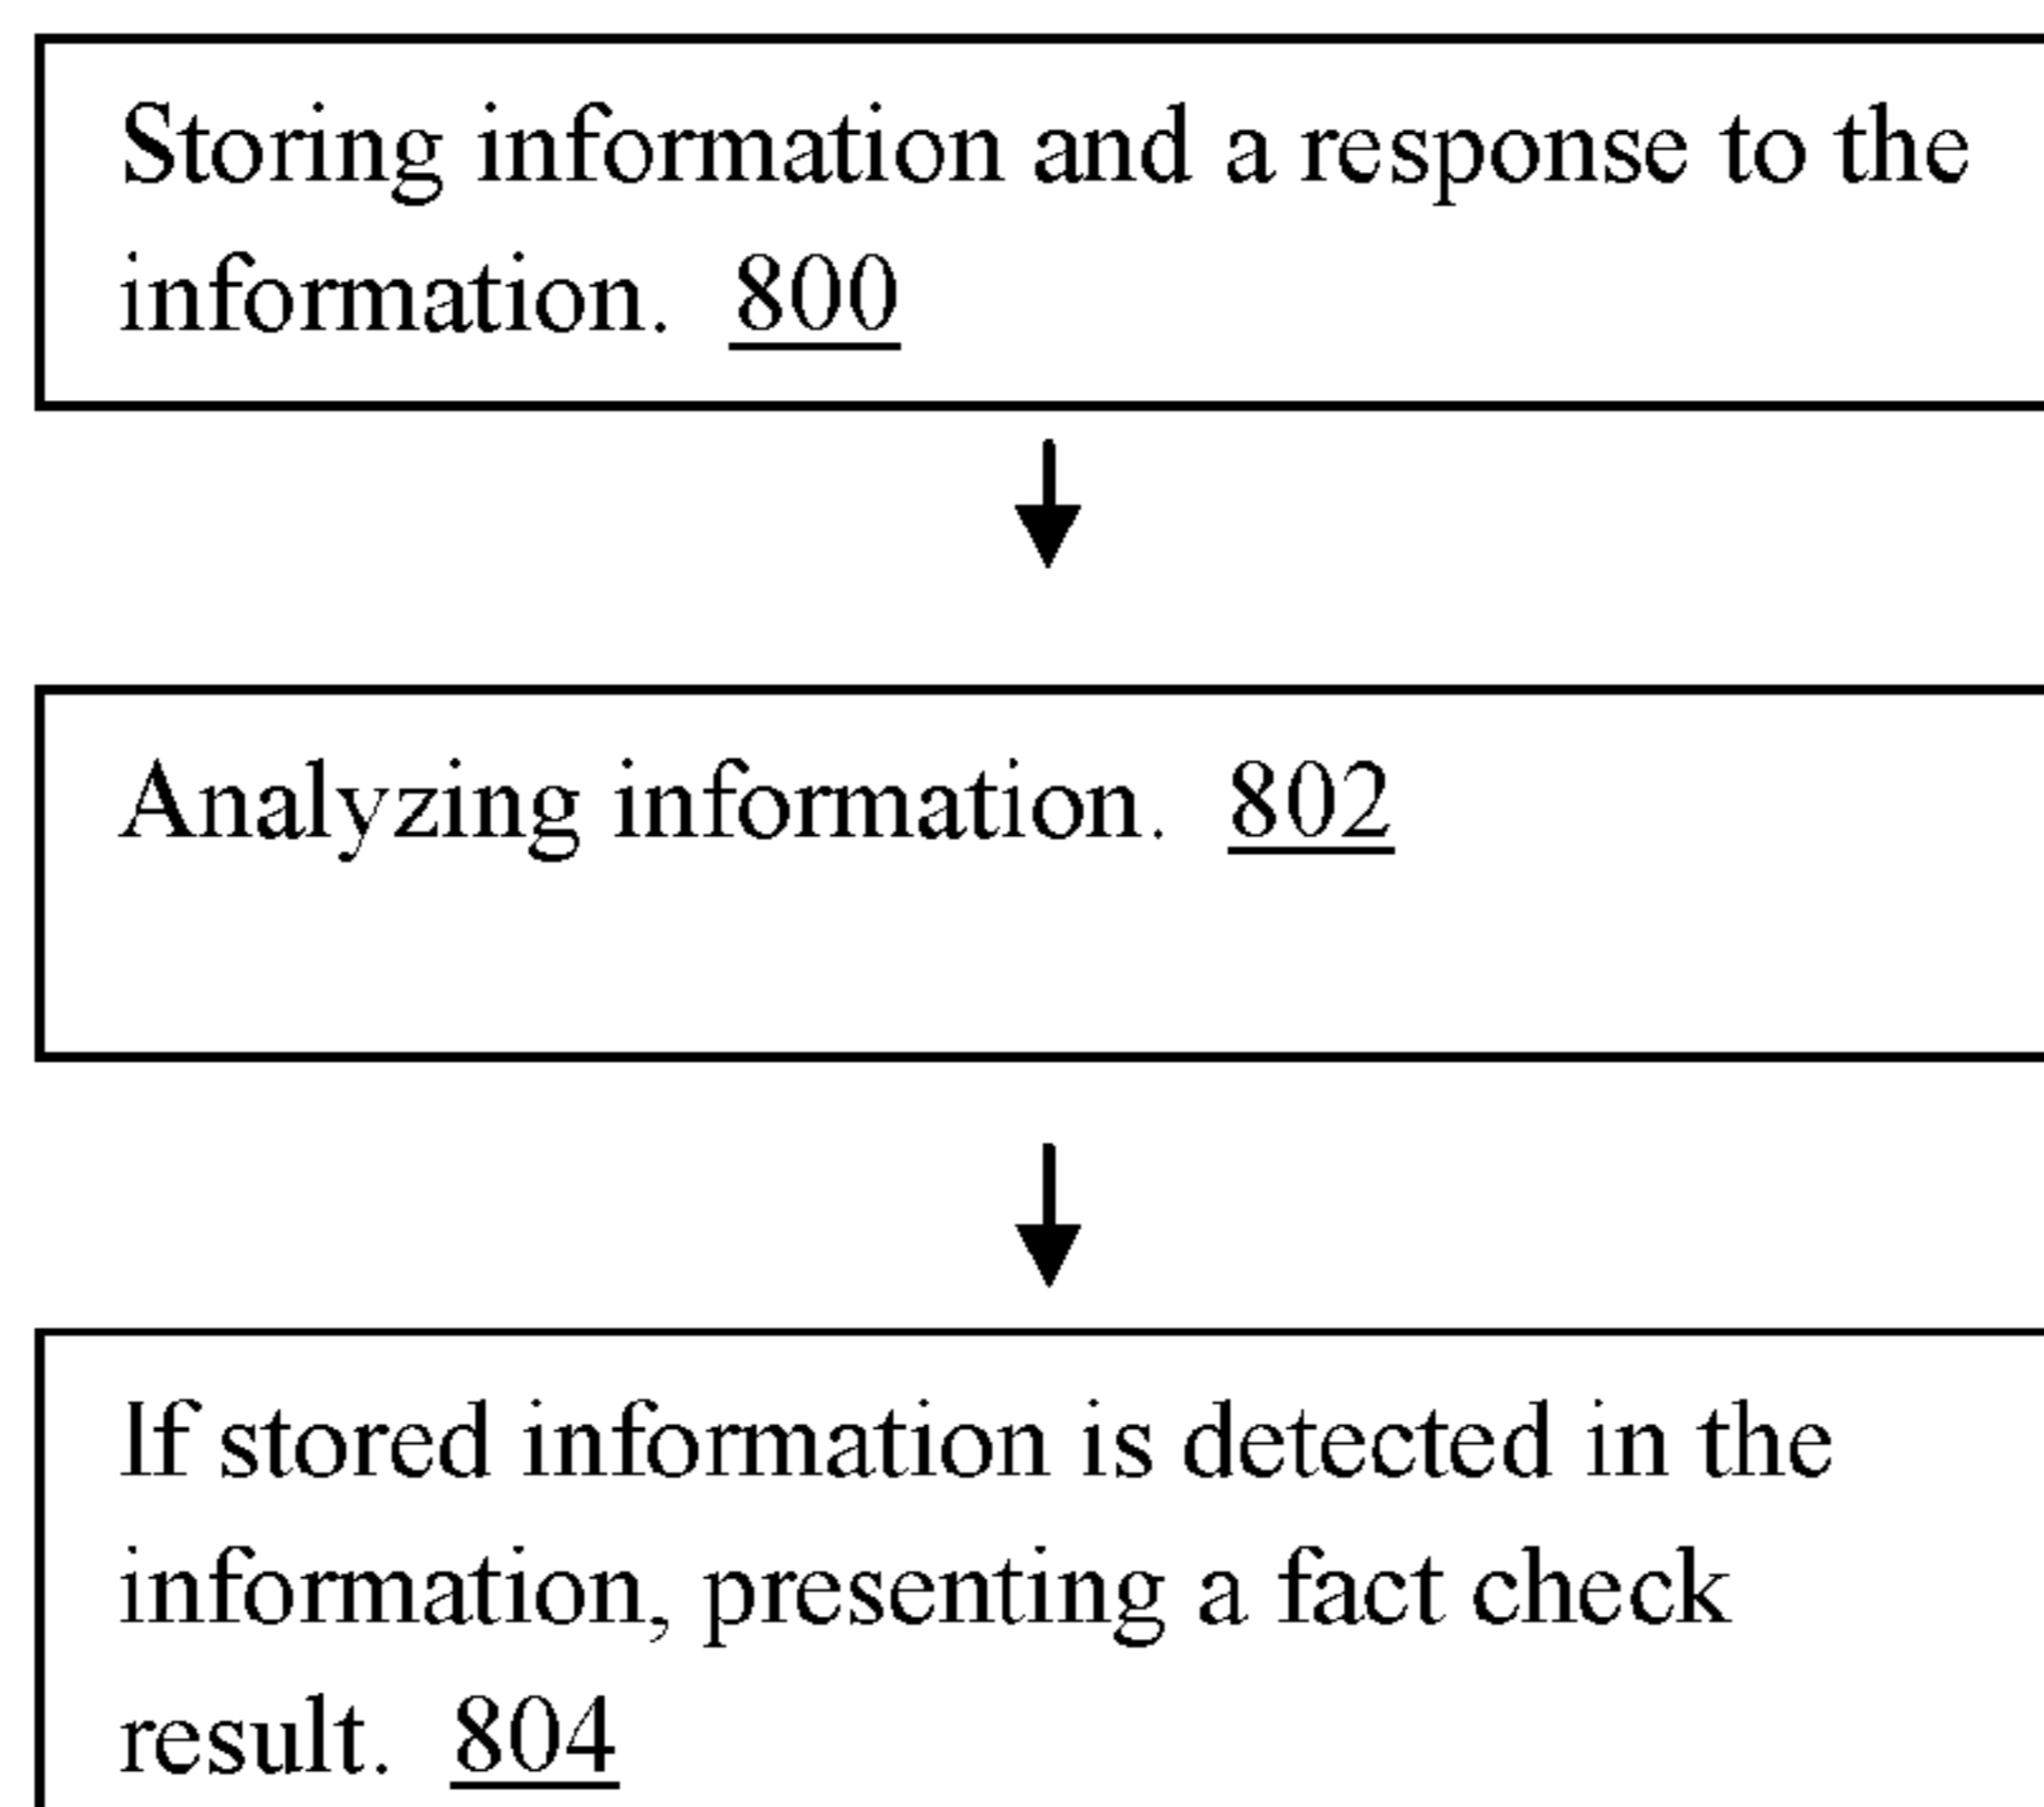 Storing information and a response to the
information. 800
Analyzing information. 802
If stored information is detected in the
information, presenting a fact check
result. 804